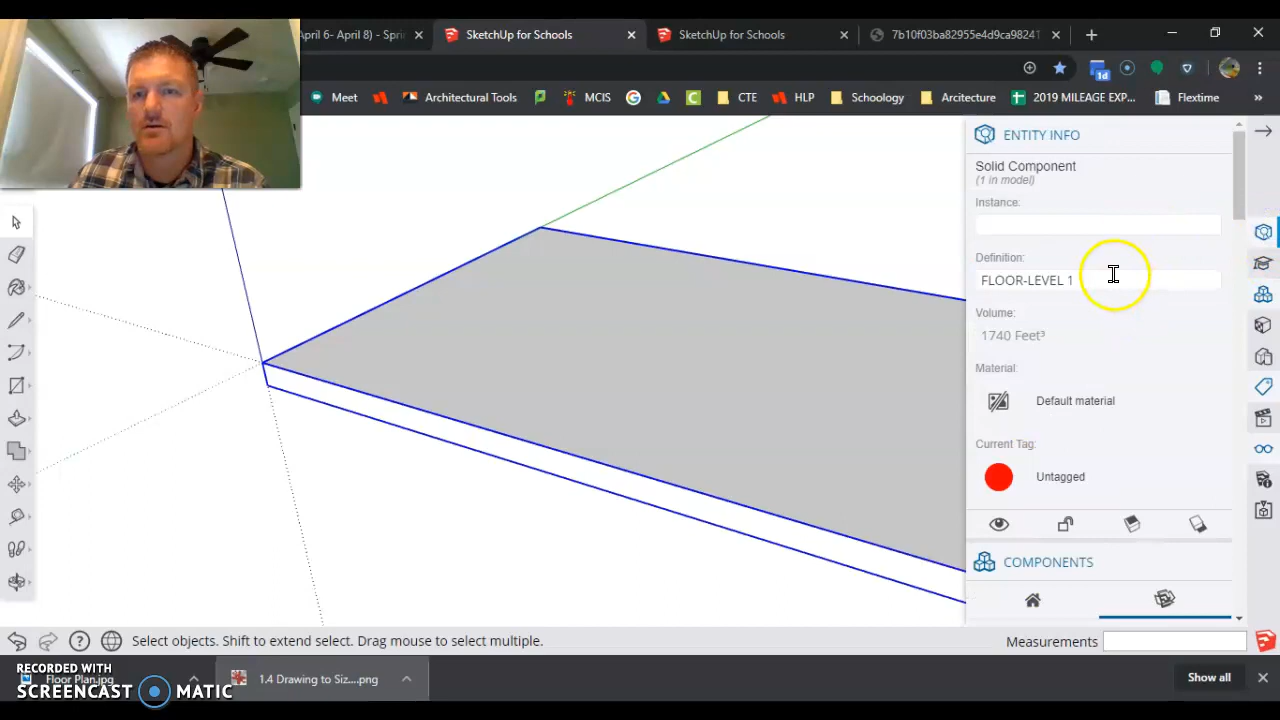 April 6- April 8) - Sprin
SketchUp for Schools
SketchUp for Schools
7b10f03ba82955e4d9ca98241
1d
Meet
Architectural Tools
MCIS
CTE
HLP
Schoology
Arcitecture
2019 MILEAGE EXP...
Flextime
»
ENTITY INFO
Solid Component
(1 in model)
Instance:
Definition:
FLOOR-LEVEL 1
Volume:
1740 Feet³
Material:
Default material
Current Tag:
Untagged
COMPONENTS
Select objects. Shift to extend select. Drag mouse to select multiple.
Measurements
Floor Plan.jpg
1.4 Drawing to Siz....png
Show all
RECORDED WITH
SCREENCAST MATIC